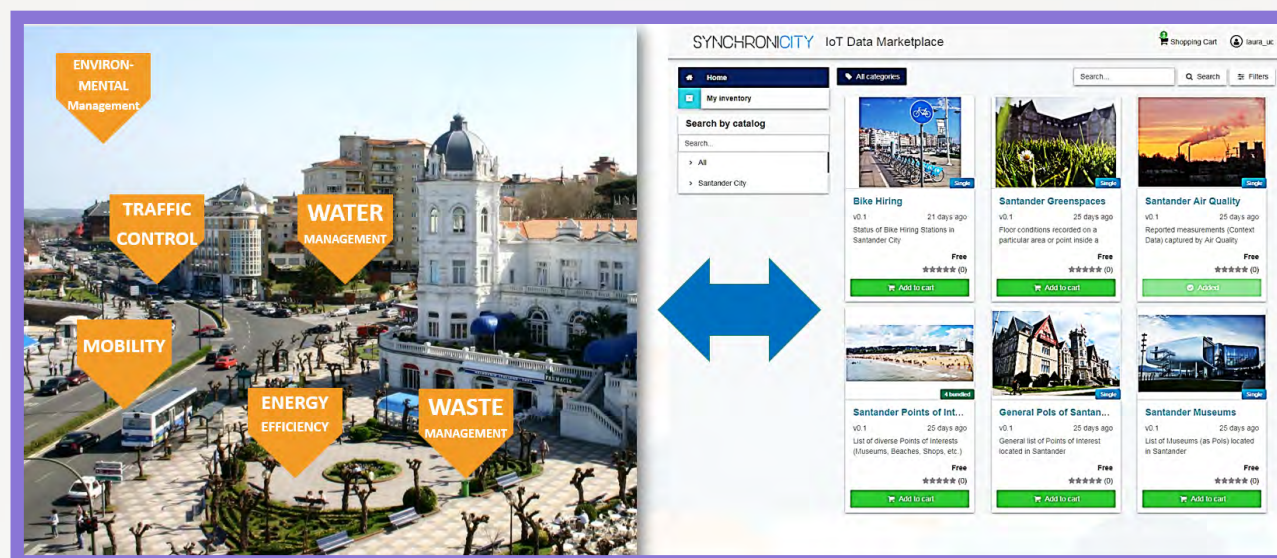 ENVIRON-
MENTAL
Management
TRAFFIC
CONTROL
WATER
MANAGEMENT
MOBILITY
ENERGY
EFFICIENCY
WASTE
MANAGEMENT
FARMACIA
SYNCHRONICITY IoT Data Marketplace
Shopping Cart
laura_uc
Home
My inventory
Search by catalog
Search...
> All
> Santander City
All categories
Search...
Search
Filters
Single
Bike Hiring
v0.1 21 days ago
Status of Bike Hiring Stations in
Santander City
Free
(0)
Add to cart
Single
Santander Greenspaces
v0.1 25 days ago
Floor conditions recorded on a
particular area or point inside a
Free
(0)
Add to cart
Single
Santander Air Quality
v0.1 25 days ago
Reported measurements (Context
Data) captured by Air Quality
Free
(0)
Added
4 bundled
Santander Points of Int...
v0.1 25 days ago
List of diverse Points of Interests
(Museums, Beaches, Shops, etc.)
Free
(0)
Add to cart
Single
General PoIs of Santan...
v0.1 25 days ago
General list of Points of Interest
located in Santander
Free
(0)
Add to cart
Single
Santander Museums
v0.1 25 days ago
List of Museums (as PoIs) located
in Santander
Free
(0)
Add to cart